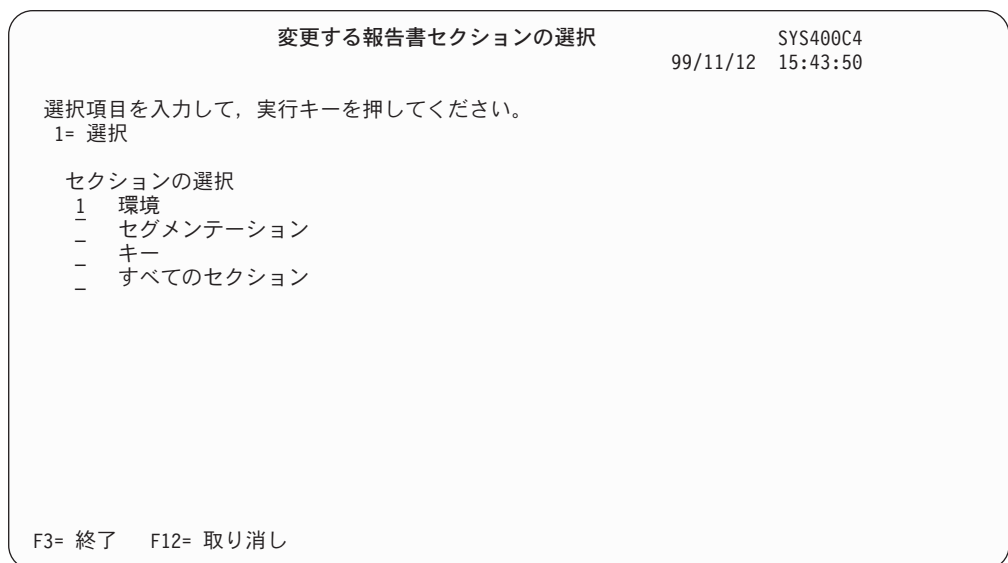 変更する報告書セクションの選択 SYS400C4
99/11/12 15:43:50
選択項目を入力して, 実行キーを押してください。
1= 選択
セクションの選択
1 環境
_ セグメンテーション
_ キー
_ すべてのセクション
F3= 終了 F12= 取り消し